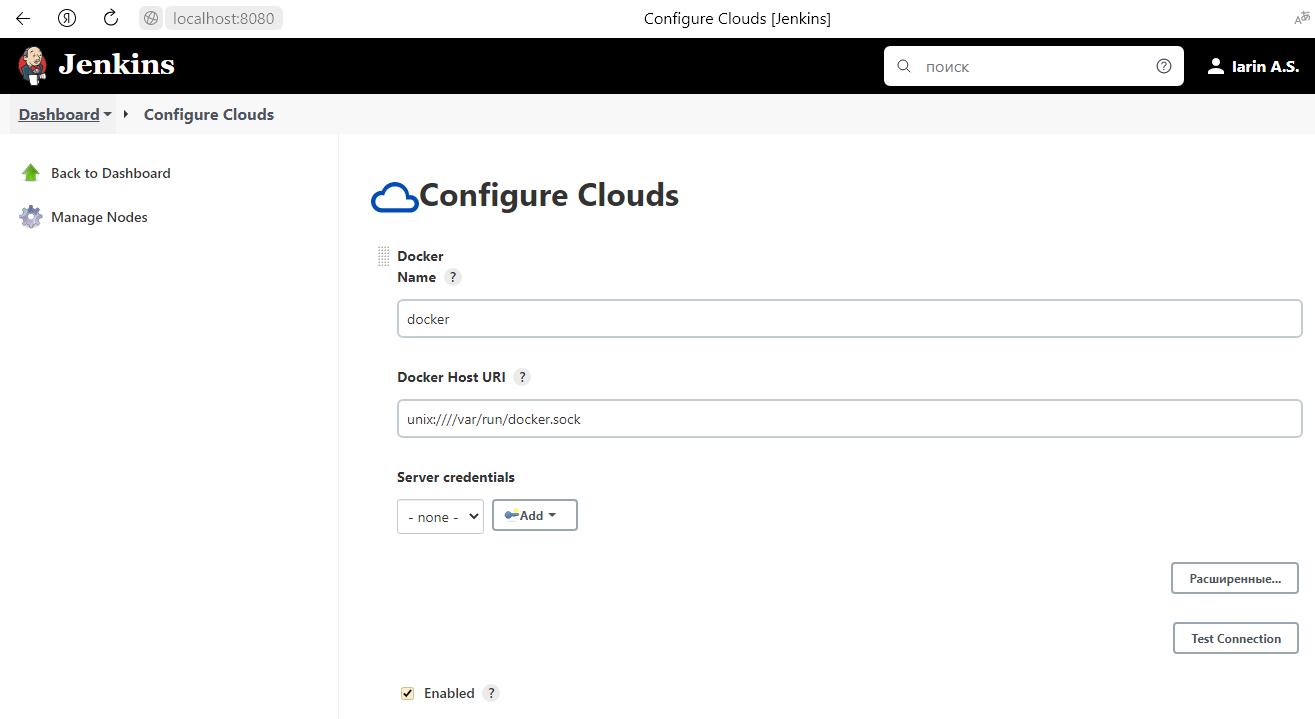 Я
localhost:8080
Configure Clouds [Jenkins]
Jenkins
поиск
?
Iarin A.S.
Dashboard
Configure Clouds
Back to Dashboard
Manage Nodes
Configure Clouds
Docker
Name ?
docker
Docker Host URI ?
unix:////var/run/docker.sock
Server credentials
- none -
Add
Расширенные...
Test Connection
Enabled ?